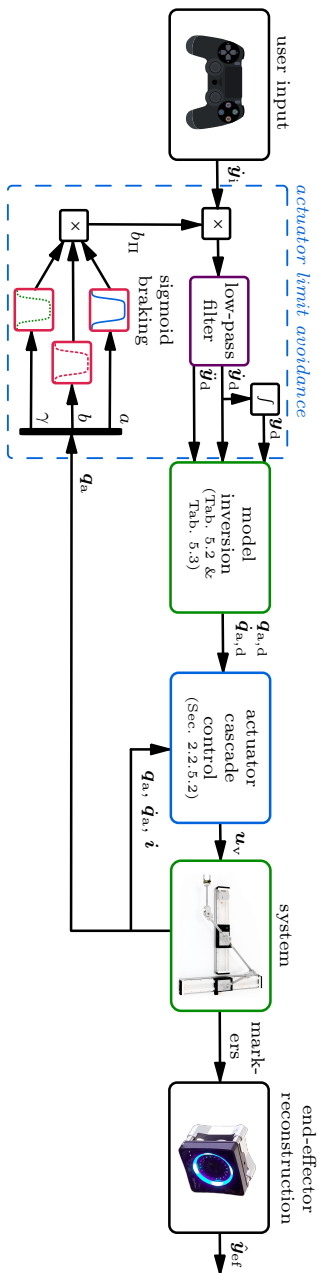 user input
ẏᵢ
actuator limit avoidance
×
low-pass
filter
ẏ_d
ÿ_d
∫
y_d
b_Π
×
sigmoid
braking
a
b
γ
q_a
model
inversion
(Tab. 5.2 &
Tab. 5.3)
q_a,d
q̇_a,d
actuator
cascade
control
(Sec. 2.2.5.2)
q_a, q̇_a, i
u_v
system
mark-
ers
end-effector
reconstruction
ŷ_ef